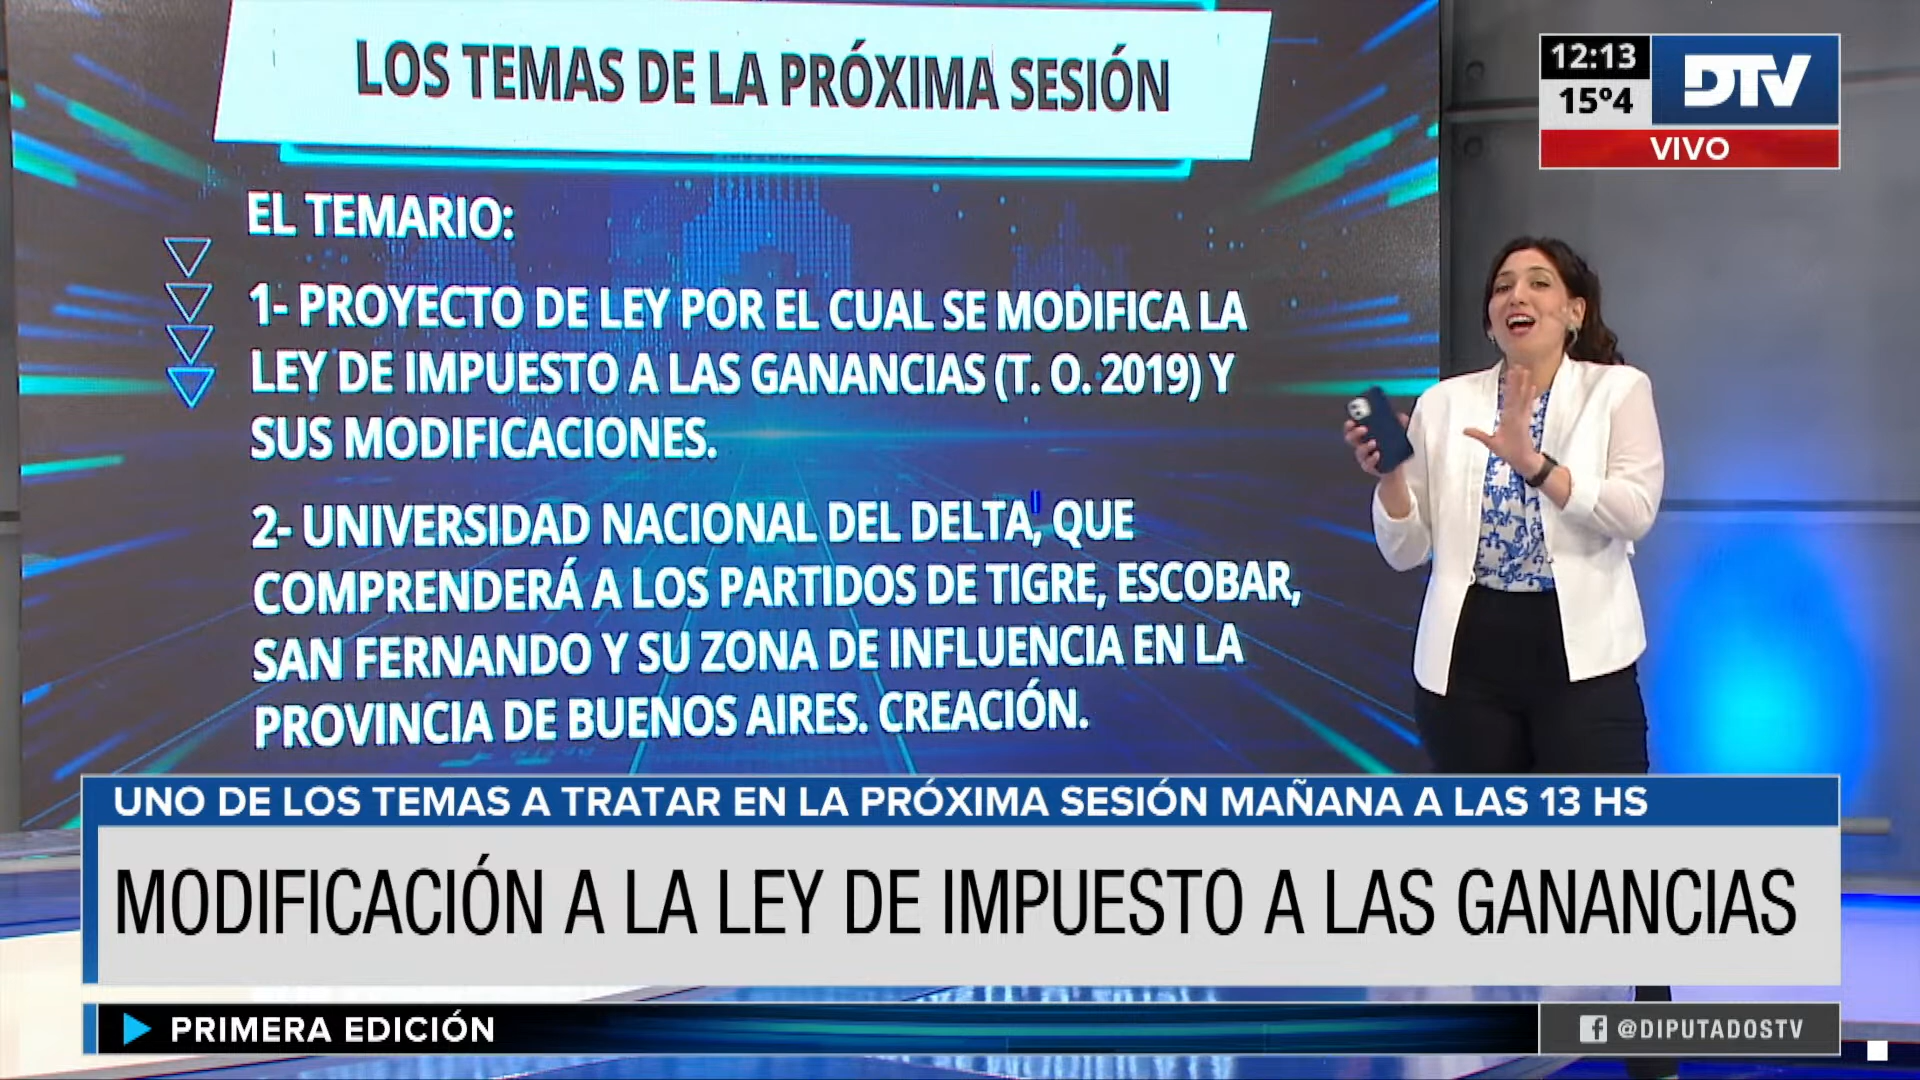 LOS TEMAS DE LA PRÓXIMA SESIÓN
12:13
15º4
DTV
VIVO
EL TEMARIO:
1- PROYECTO DE LEY POR EL CUAL SE MODIFICA LA
LEY DE IMPUESTO A LAS GANANCIAS (T. O. 2019) Y
SUS MODIFICACIONES.
2- UNIVERSIDAD NACIONAL DEL DELTA, QUE
COMPRENDERÁ A LOS PARTIDOS DE TIGRE, ESCOBAR,
SAN FERNANDO Y SU ZONA DE INFLUENCIA EN LA
PROVINCIA DE BUENOS AIRES. CREACIÓN.
UNO DE LOS TEMAS A TRATAR EN LA PRÓXIMA SESIÓN MAÑANA A LAS 13 HS
MODIFICACIÓN A LA LEY DE IMPUESTO A LAS GANANCIAS
PRIMERA EDICIÓN
@DIPUTADOSTV